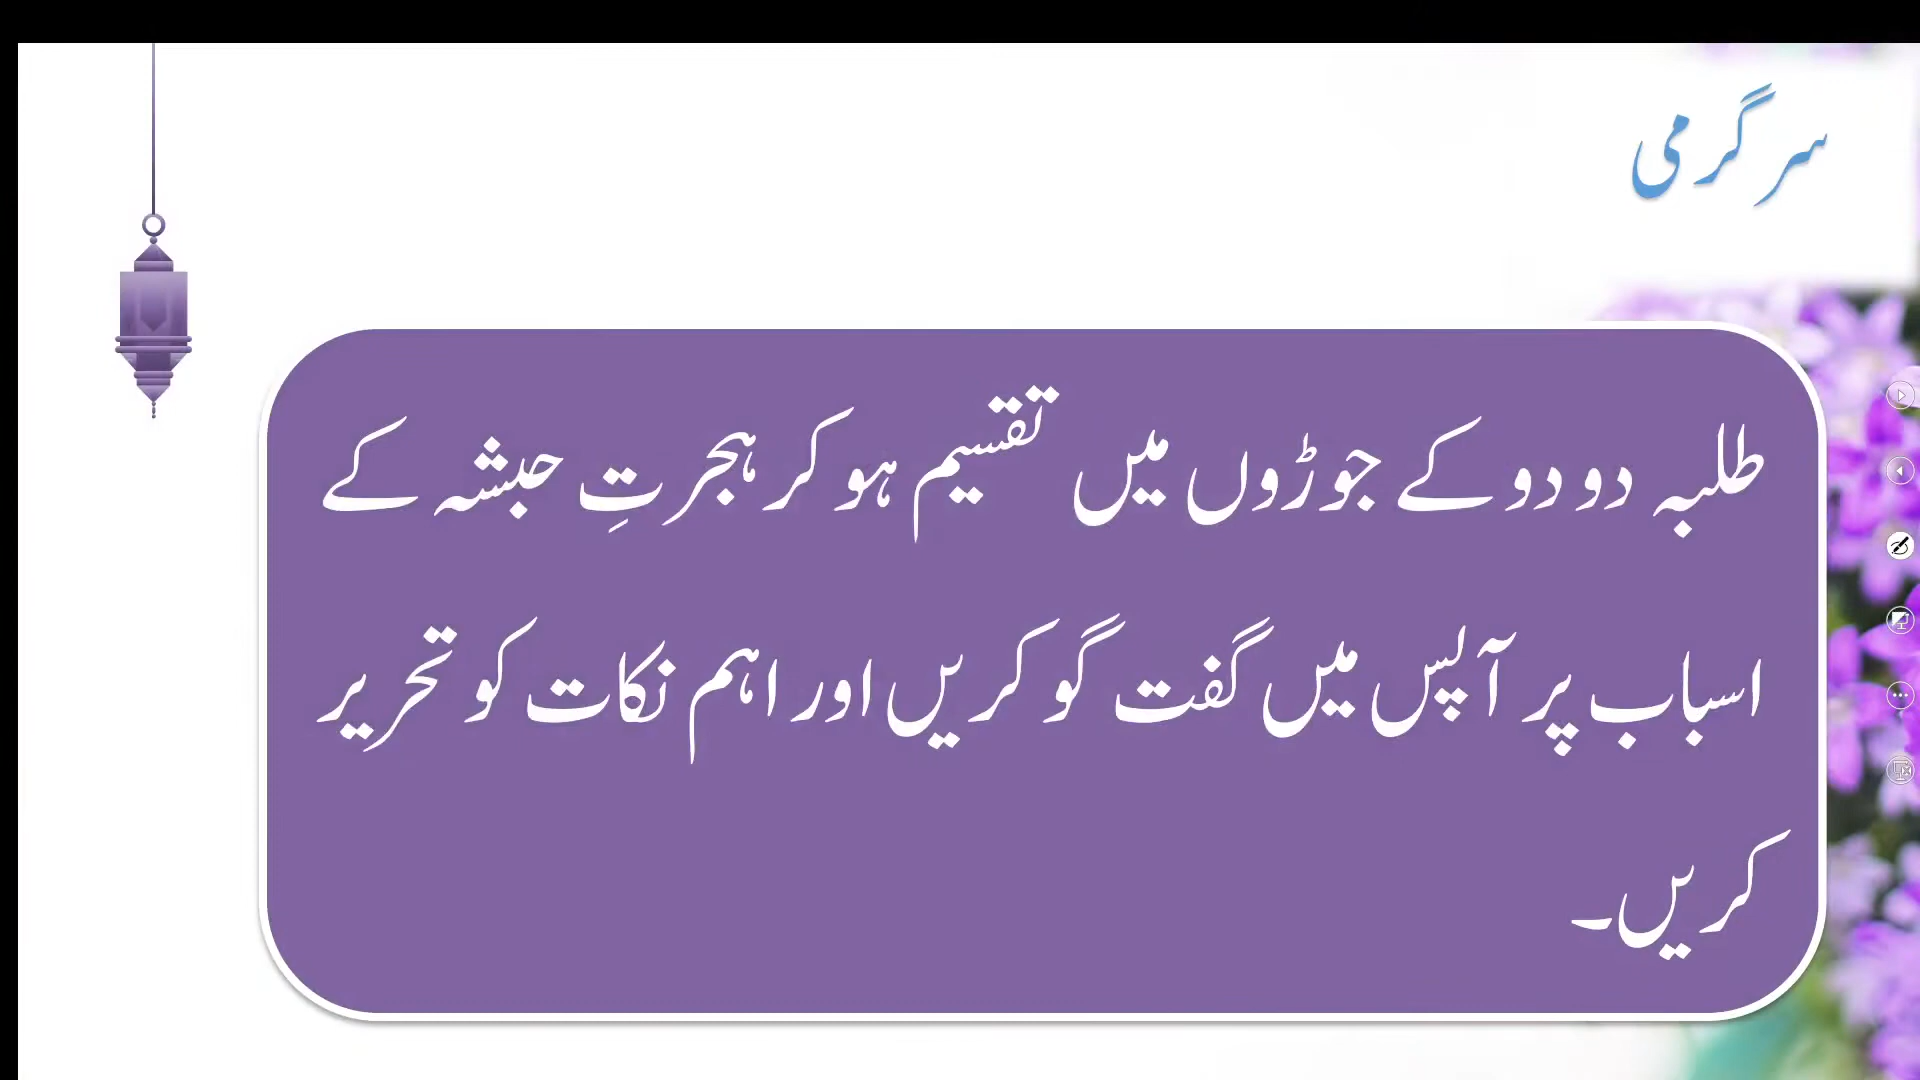 سرگرمی
طلبہ دو دو کے جوڑوں میں تقسیم ہو کر ہجرتِ حبشہ کے
اسباب پر آپس میں گفت گو کریں اور اہم نکات کو تحریر
کریں۔